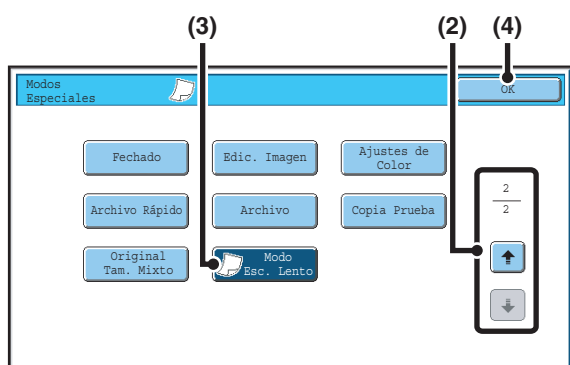 (3) (2) (4)
Modos
Especiales
OK
Fechado
Edic. Imagen
Ajustes de
Color
2
2
Archivo Rápido
Archivo
Copia Prueba
Original
Tam. Mixto
Modo
Esc. Lento